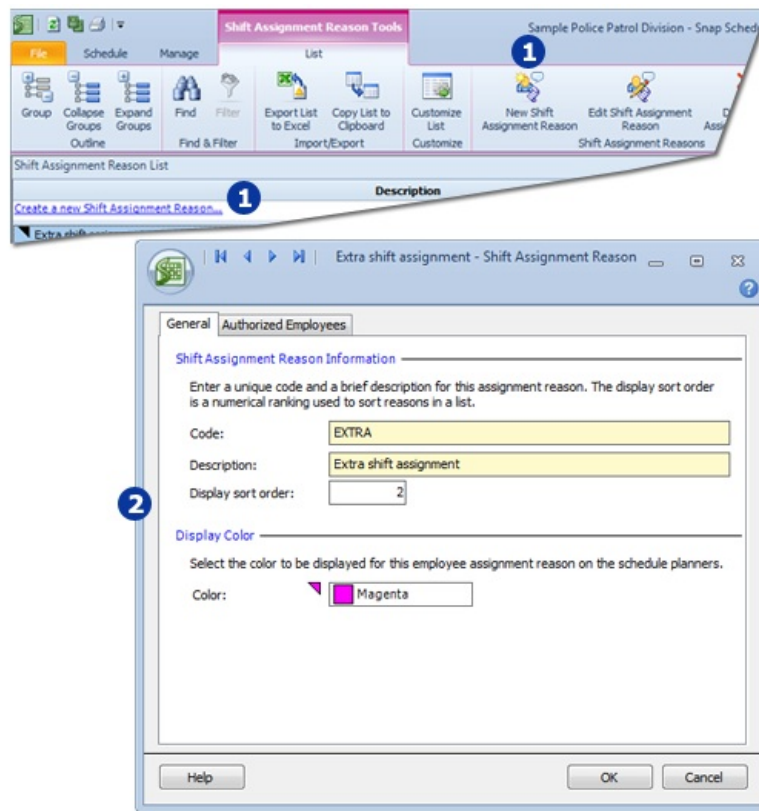 Shift Assignment Reason Tools
Sample Police Patrol Division - Snap Sched
1
File Schedule Manage List
Group Collapse Groups Expand Groups Find Filter Export List to Excel Copy List to Clipboard Customize List New Shift Assignment Reason Edit Shift Assignment Reason
Outline Find & Filter Import/Export Customize Shift Assignment Reasons
Shift Assignment Reason List
Description
Create a new Shift Assignment Reason...
1
Extra shift
Extra shift assignment - Shift Assignment Reason
General Authorized Employees
Shift Assignment Reason Information
Enter a unique code and a brief description for this assignment reason. The display sort order
is a numerical ranking used to sort reasons in a list.
Code: EXTRA
Description: Extra shift assignment
Display sort order: 2
2
Display Color
Select the color to be displayed for this employee assignment reason on the schedule planners.
Color: Magenta
Help OK Cancel